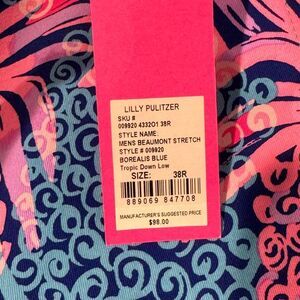 LILLY PULITZER
SKU #
009920 4332O1 38R
STYLE NAME:
MENS BEAUMONT STRETCH
STYLE # 009920
BOREALIS BLUE
Tropic Down Low
SIZE: 38R
889069 847708
MANUFACTURER'S SUGGESTED PRICE
$98.00